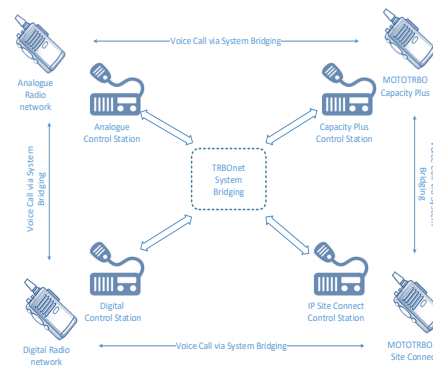 Voice Call via System Bridging
Analogue
Radio
network
MOTOTRBO
Capacity Plus
Analogue
Control Station
Capacity Plus
Control Station
TRBOnet
System
Bridging
Voice Call via System
Bridging
Bridging
Digital
Control Station
IP Site Connect
Control Station
Digital Radio
network
Voice Call via System Bridging
MOTOTRBO
Site Connec